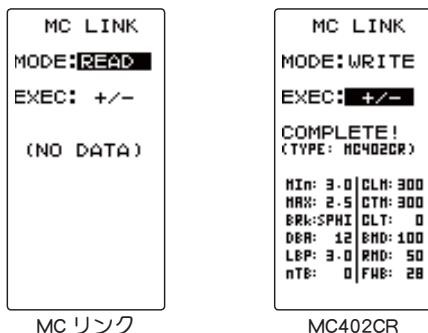 MC LINK
MODE:READ
EXEC: +/-
(NO DATA)
MCリンク
MC LINK
MODE:WRITE
EXEC: +/-
COMPLETE!
(TYPE: MC402CR)
MIn: 3.0 CLM: 300
MAX: 2.5 CTM: 300
BRk:SPHI CLT: 0
DBA: 12 BMD: 100
LBP: 3.0 RMD: 50
nTB: 0 FWB: 28
MC402CR